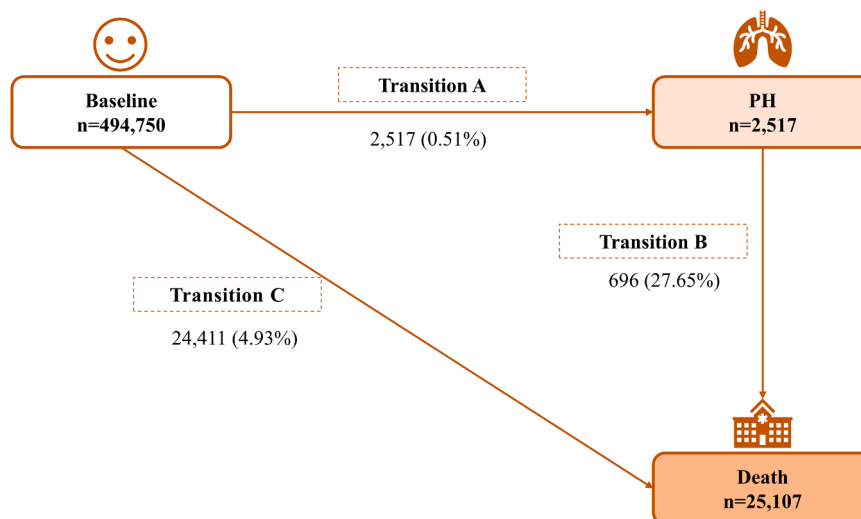 Transition A
Baseline
n=494,750
PH
n=2,517
2,517 (0.51%)
Transition B
696 (27.65%)
Transition C
24,411 (4.93%)
Death
n=25,107